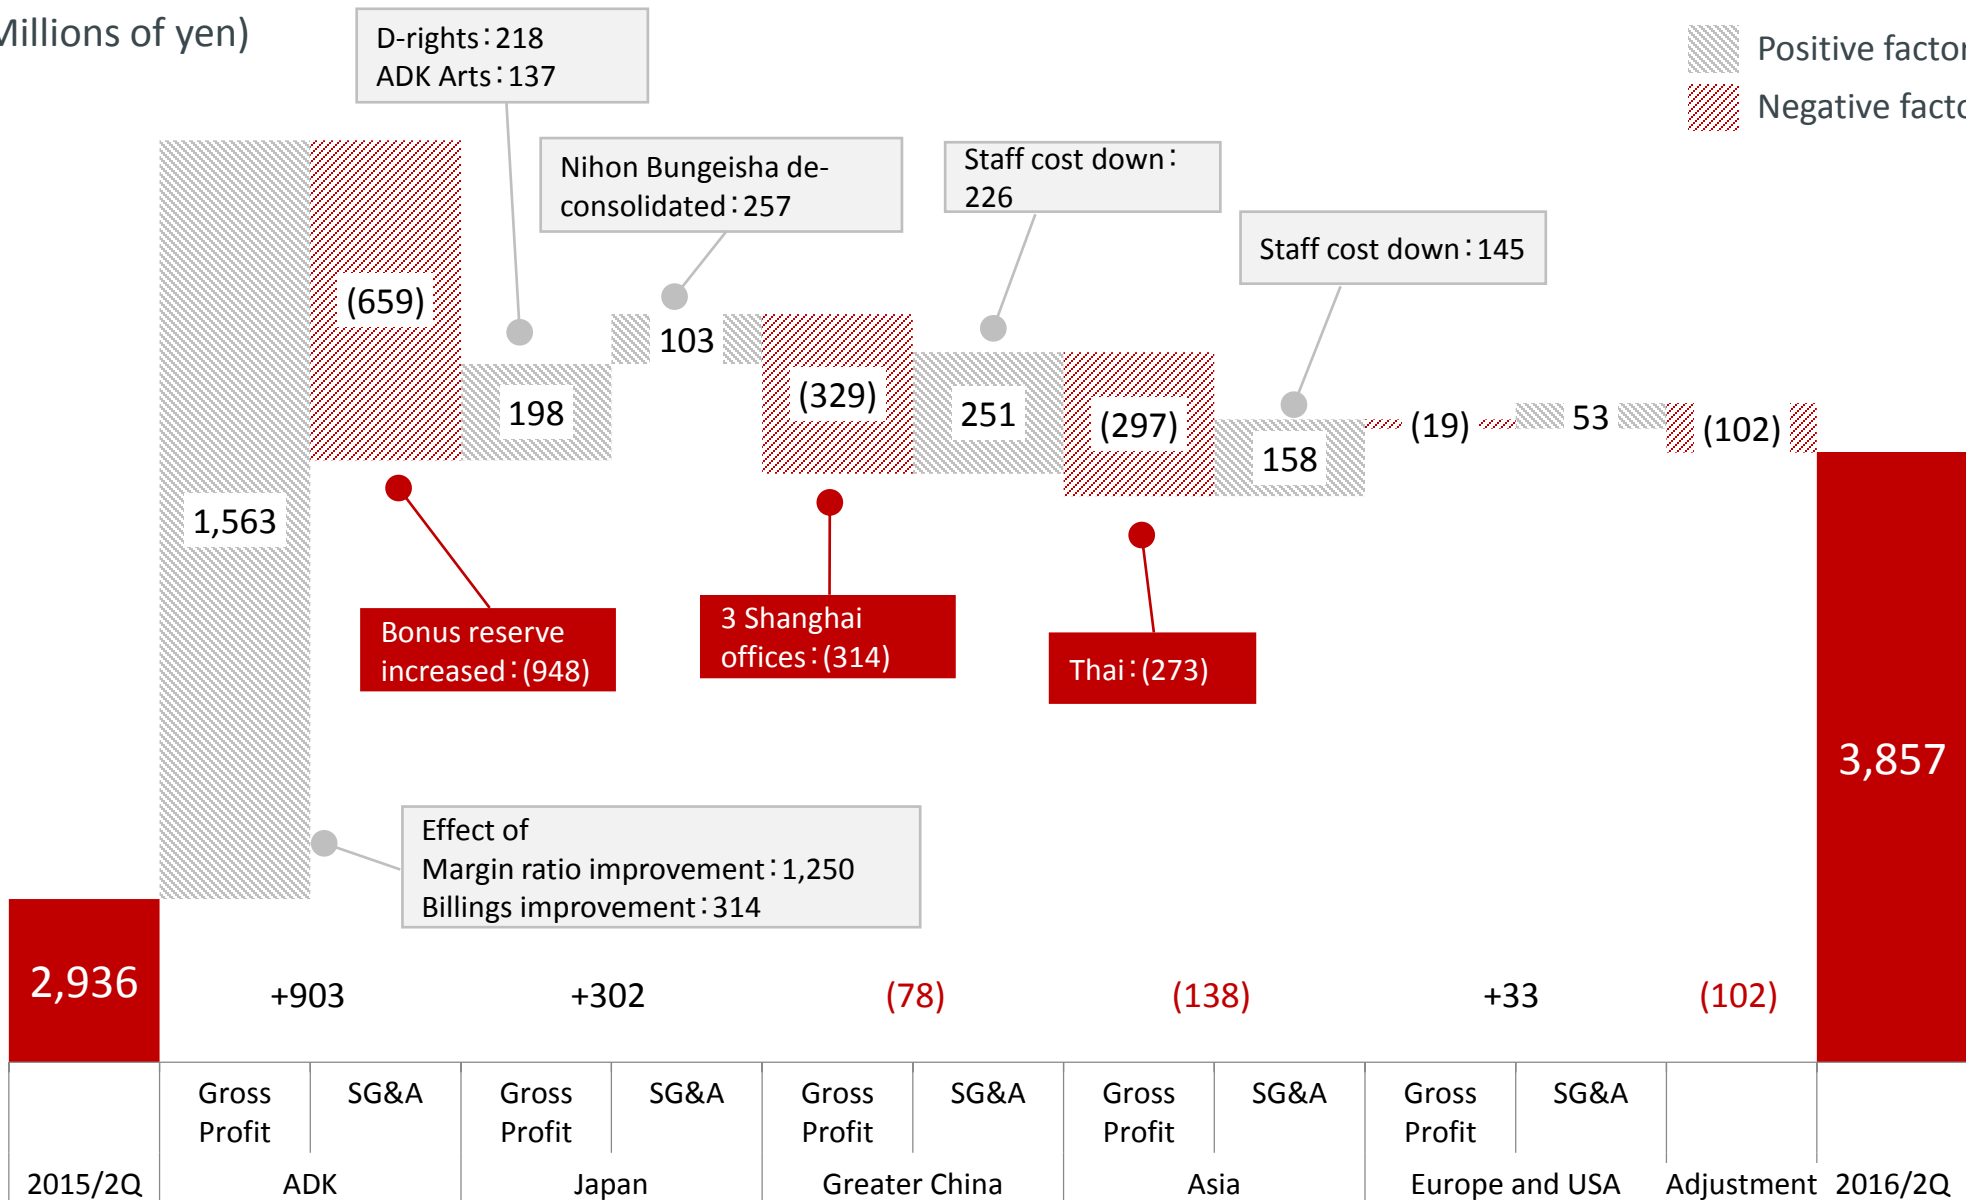 Millions of yen)
Positive factor
Negative facto
D-rights：218
ADK Arts：137
Nihon Bungeisha de-
consolidated：257
Staff cost down：
226
Staff cost down：145
(659)
103
198
(329)
251
(297)
158
(19)
53
(102)
1,563
Bonus reserve
increased：(948)
3 Shanghai
offices：(314)
Thai：(273)
3,857
Effect of
Margin ratio improvement：1,250
Billings improvement：314
2,936
+903
+302
(78)
(138)
+33
(102)
Gross
Profit
SG&A
Gross
Profit
SG&A
Gross
Profit
SG&A
Gross
Profit
SG&A
Gross
Profit
SG&A
2015/2Q
ADK
Japan
Greater China
Asia
Europe and USA
Adjustment
2016/2Q